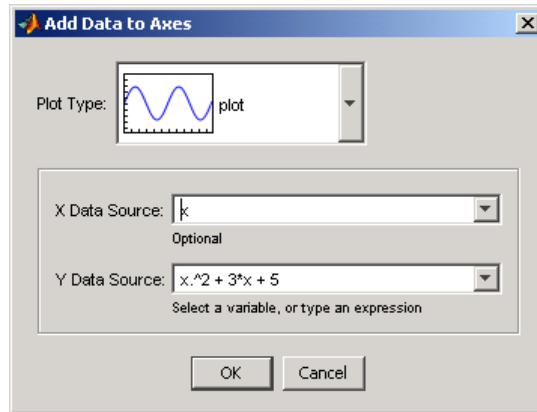 Add Data to Axes
Plot Type: plot
X Data Source: x
Optional
Y Data Source: x.^2 + 3*x + 5
Select a variable, or type an expression
OK Cancel